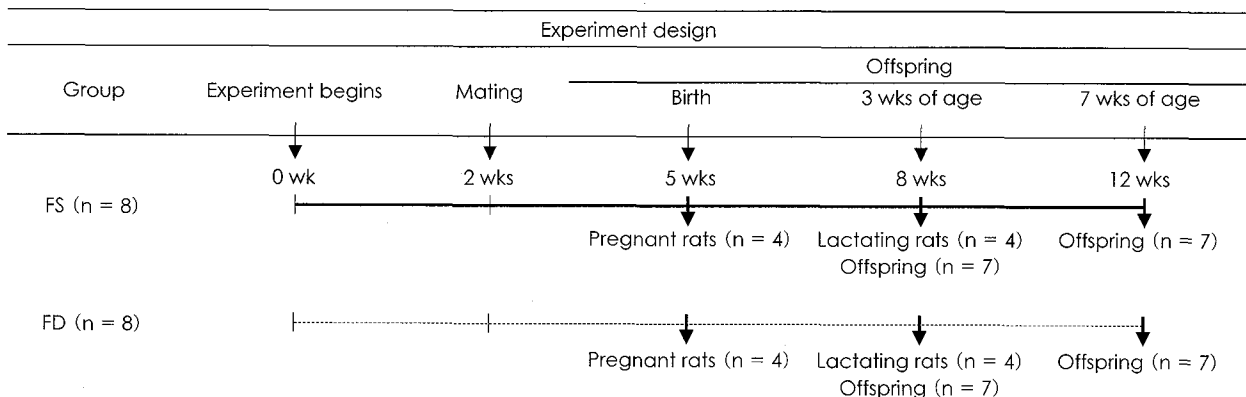 Experiment design
Offspring
Group Experiment begins Mating Birth 3 wks of age 7 wks of age
0 wk 2 wks 5 wks 8 wks 12 wks
FS (n = 8)
Pregnant rats (n = 4) Lactating rats (n = 4) Offspring (n = 7)
Offspring (n = 7)
FD (n = 8)
Pregnant rats (n = 4) Lactating rats (n = 4) Offspring (n = 7)
Offspring (n = 7)